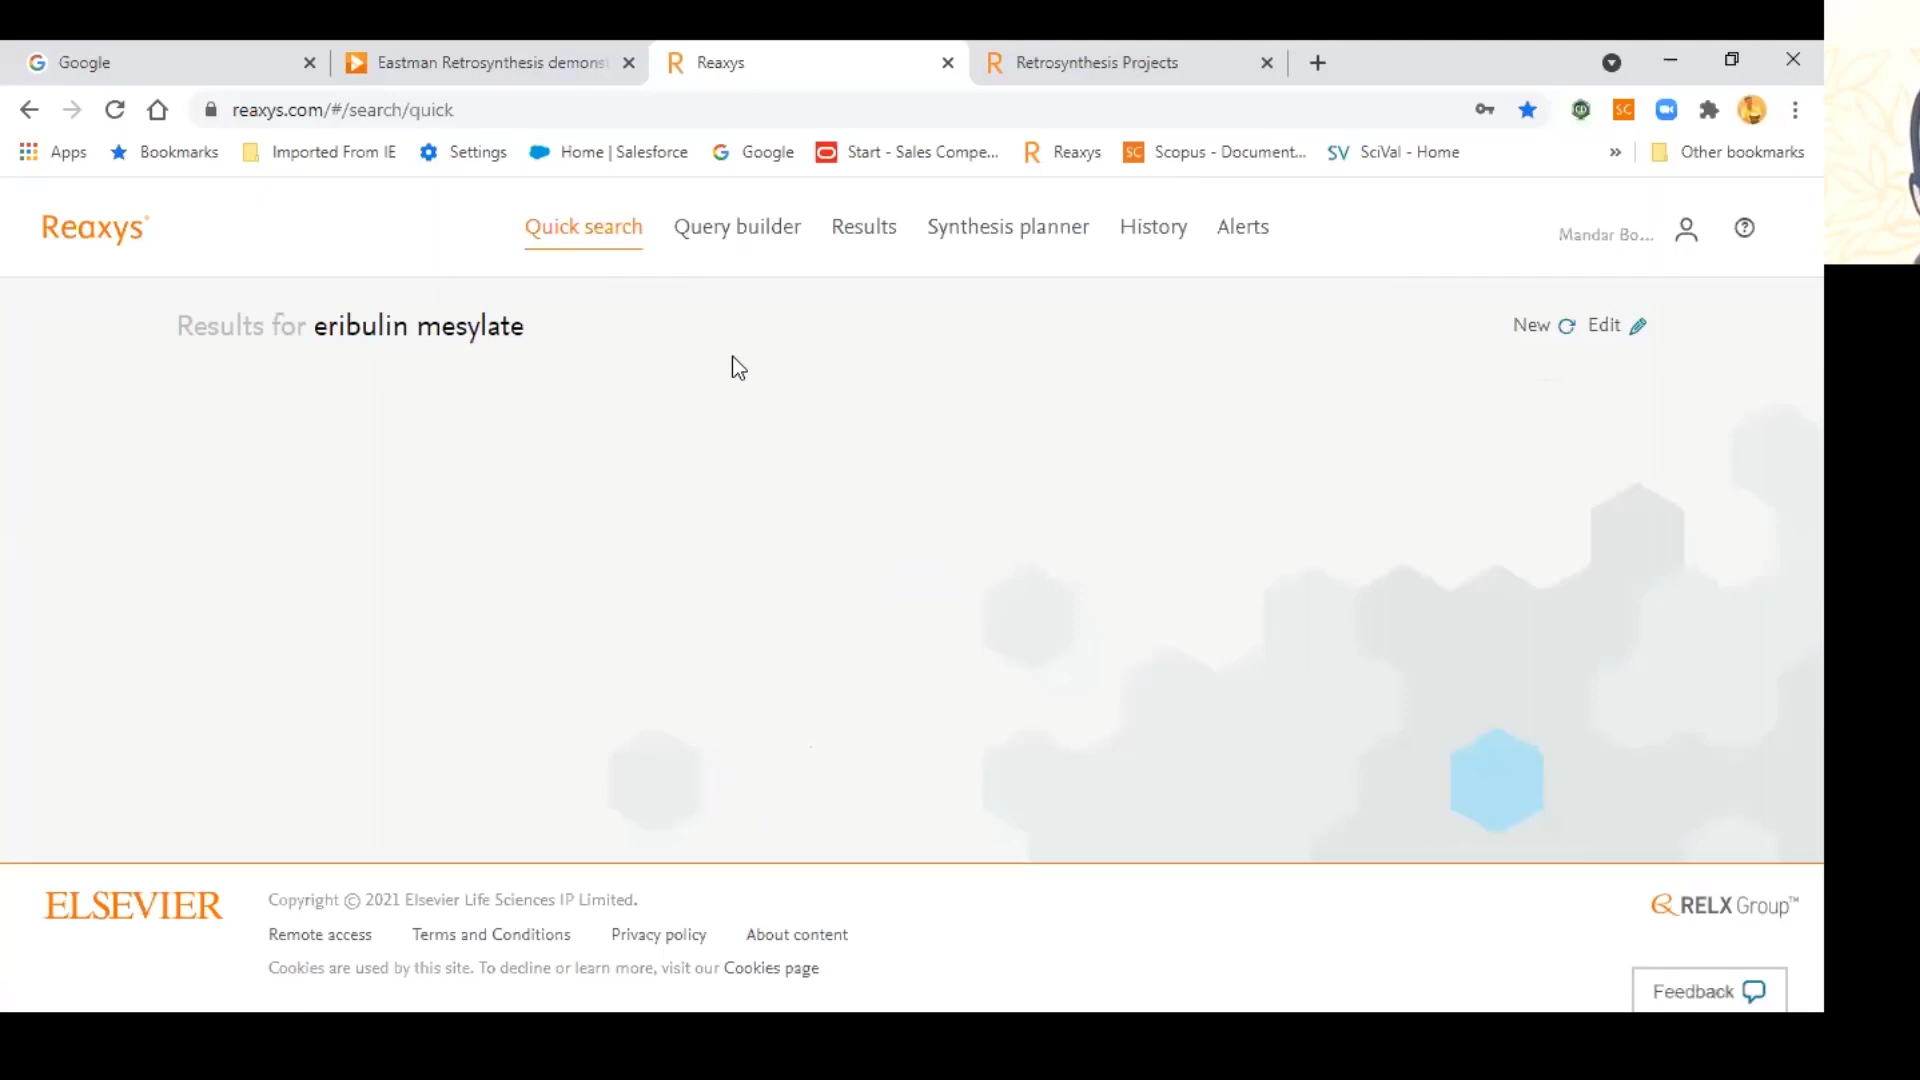 Google
Eastman Retrosynthesis demonst
Reaxys
Retrosynthesis Projects
reaxys.com/#/search/quick
Apps
Bookmarks
Imported From IE
Settings
Home | Salesforce
Google
Start - Sales Compe...
Reaxys
SC
Scopus - Document...
SV
SciVal - Home
»
Other bookmarks
Reaxys®
Quick search
Query builder
Results
Synthesis planner
History
Alerts
Mandar Bo...
Results for eribulin mesylate
New
Edit
ELSEVIER
Copyright © 2021 Elsevier Life Sciences IP Limited.
Remote access
Terms and Conditions
Privacy policy
About content
Cookies are used by this site. To decline or learn more, visit our Cookies page
RELX Group™
Feedback